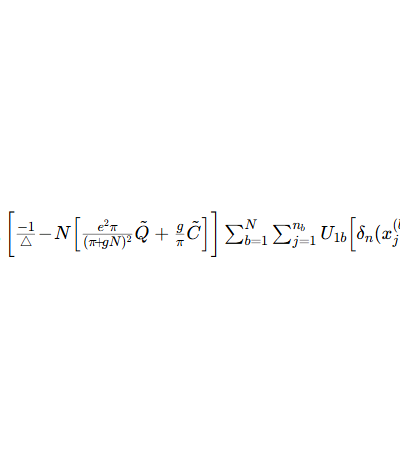 [ −1/△ − N [ e²π/(π+gN)² Q̃ + g/π C̃ ] ] ∑_{b=1}^{N} ∑_{j=1}^{n_b} U_{1b} [ δ_n(x_j^{(